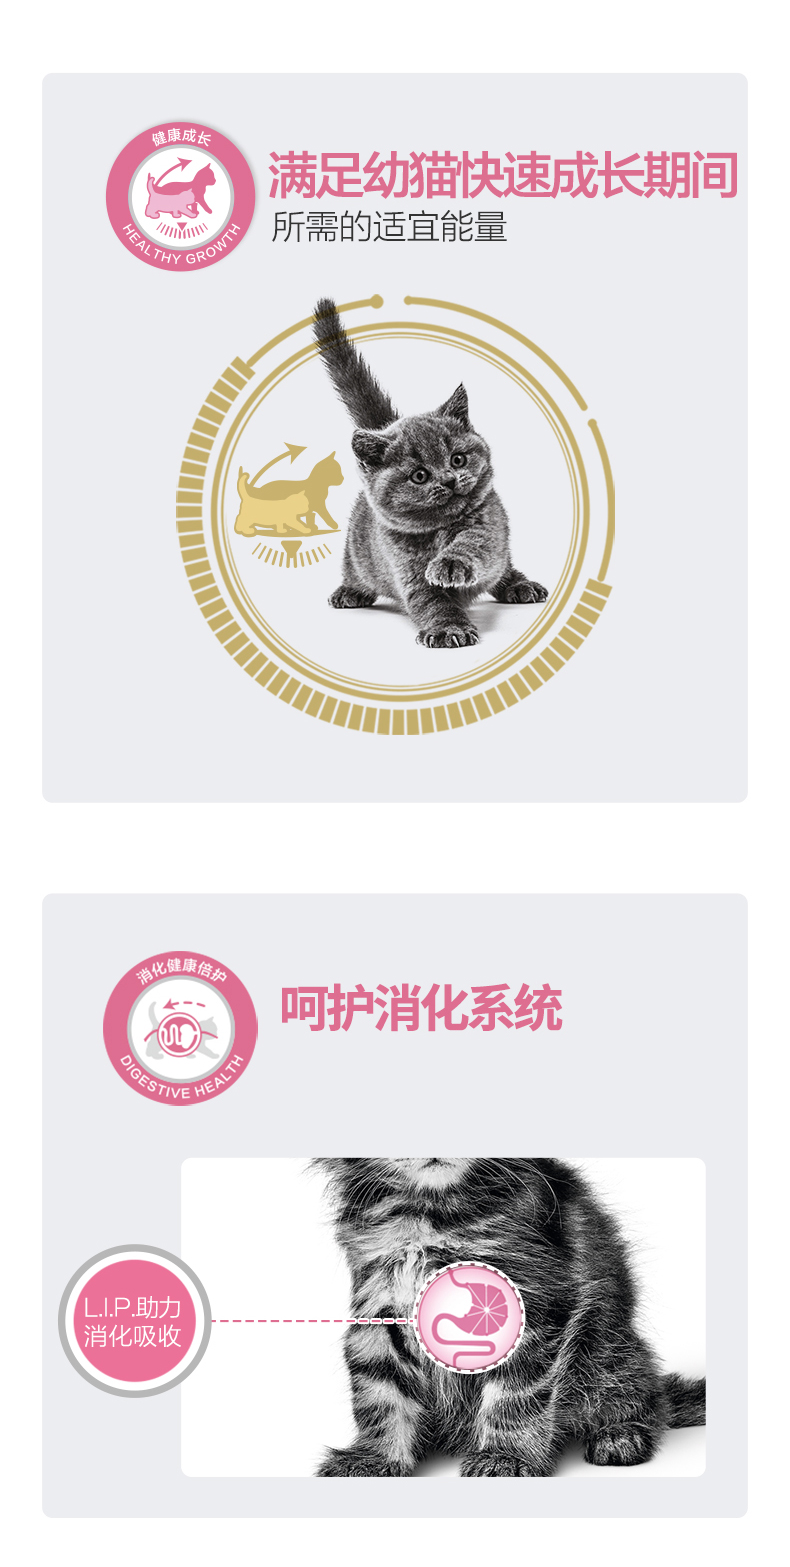 健康成长
HEALTHY GROWTH
满足幼猫快速成长期间
所需的适宜能量
消化健康倍护
DIGESTIVE HEALTH
呵护消化系统
L.I.P.助力
消化吸收